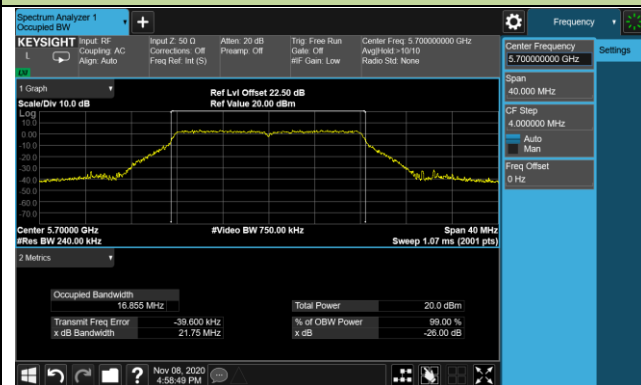 Spectrum Analyzer 1
Occupied BW
Frequency
KEYSIGHT
L
Input: RF
Coupling: AC
Align: Auto
Input Z: 50 Ω
Corrections: Off
Freq Ref: Int (S)
Atten: 20 dB
Preamp: Off
Trig: Free Run
Gate: Off
#IF Gain: Low
Center Freq: 5.700000000 GHz
Avg|Hold:>10/10
Radio Std: None
Center Frequency
5.700000000 GHz
Settings
Span
40.000 MHz
CF Step
4.000000 MHz
Auto
Man
Freq Offset
0 Hz
1 Graph
Scale/Div 10.0 dB
Ref Lvl Offset 22.50 dB
Ref Value 20.00 dBm
Log
10.0
0.00
-10.0
-20.0
-30.0
-40.0
-50.0
-60.0
-70.0
Center 5.70000 GHz
#Video BW 750.00 kHz
Span 40 MHz
#Res BW 240.00 kHz
Sweep 1.07 ms (2001 pts)
2 Metrics
Occupied Bandwidth
16.855 MHz
Total Power 20.0 dBm
Transmit Freq Error -39.600 kHz
% of OBW Power 99.00 %
x dB Bandwidth 21.75 MHz
x dB -26.00 dB
?
Nov 08, 2020
4:58:49 PM